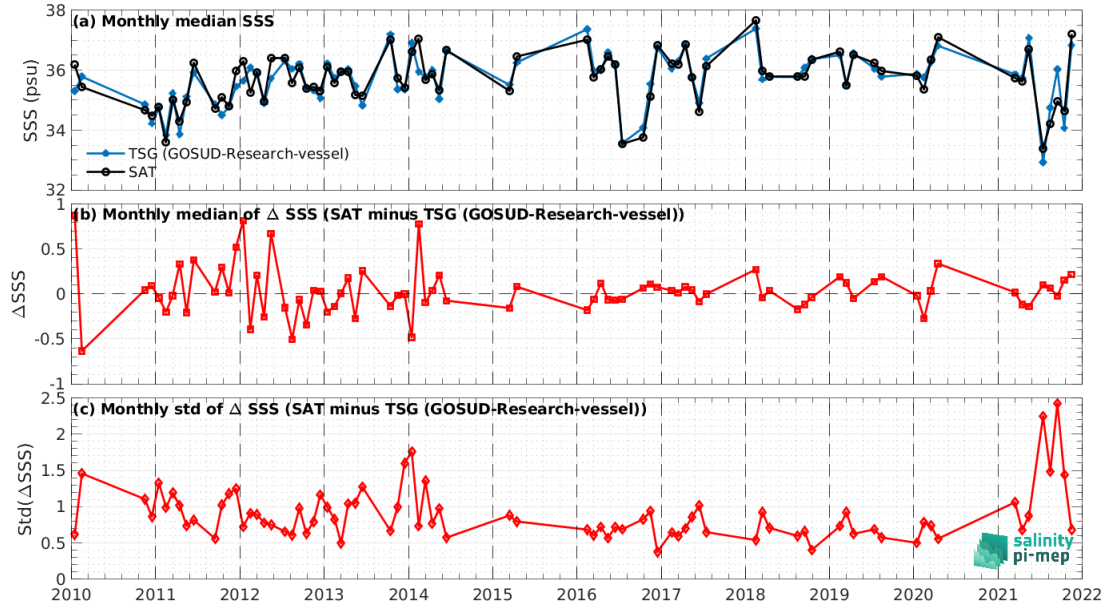 (a) Monthly median SSS
38
36
34
32
SSS (psu)
TSG (GOSUD-Research-vessel)
SAT
(b) Monthly median of Δ SSS (SAT minus TSG (GOSUD-Research-vessel))
1
0.5
0
-0.5
-1
ΔSSS
(c) Monthly std of Δ SSS (SAT minus TSG (GOSUD-Research-vessel))
2.5
2
1.5
1
0.5
0
Std(ΔSSS)
salinity
pi-mep
2010 2011 2012 2013 2014 2015 2016 2017 2018 2019 2020 2021 2022